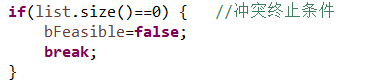 if(list.size()==0) {   //冲突终止条件
    bFeasible=false;
    break;
}